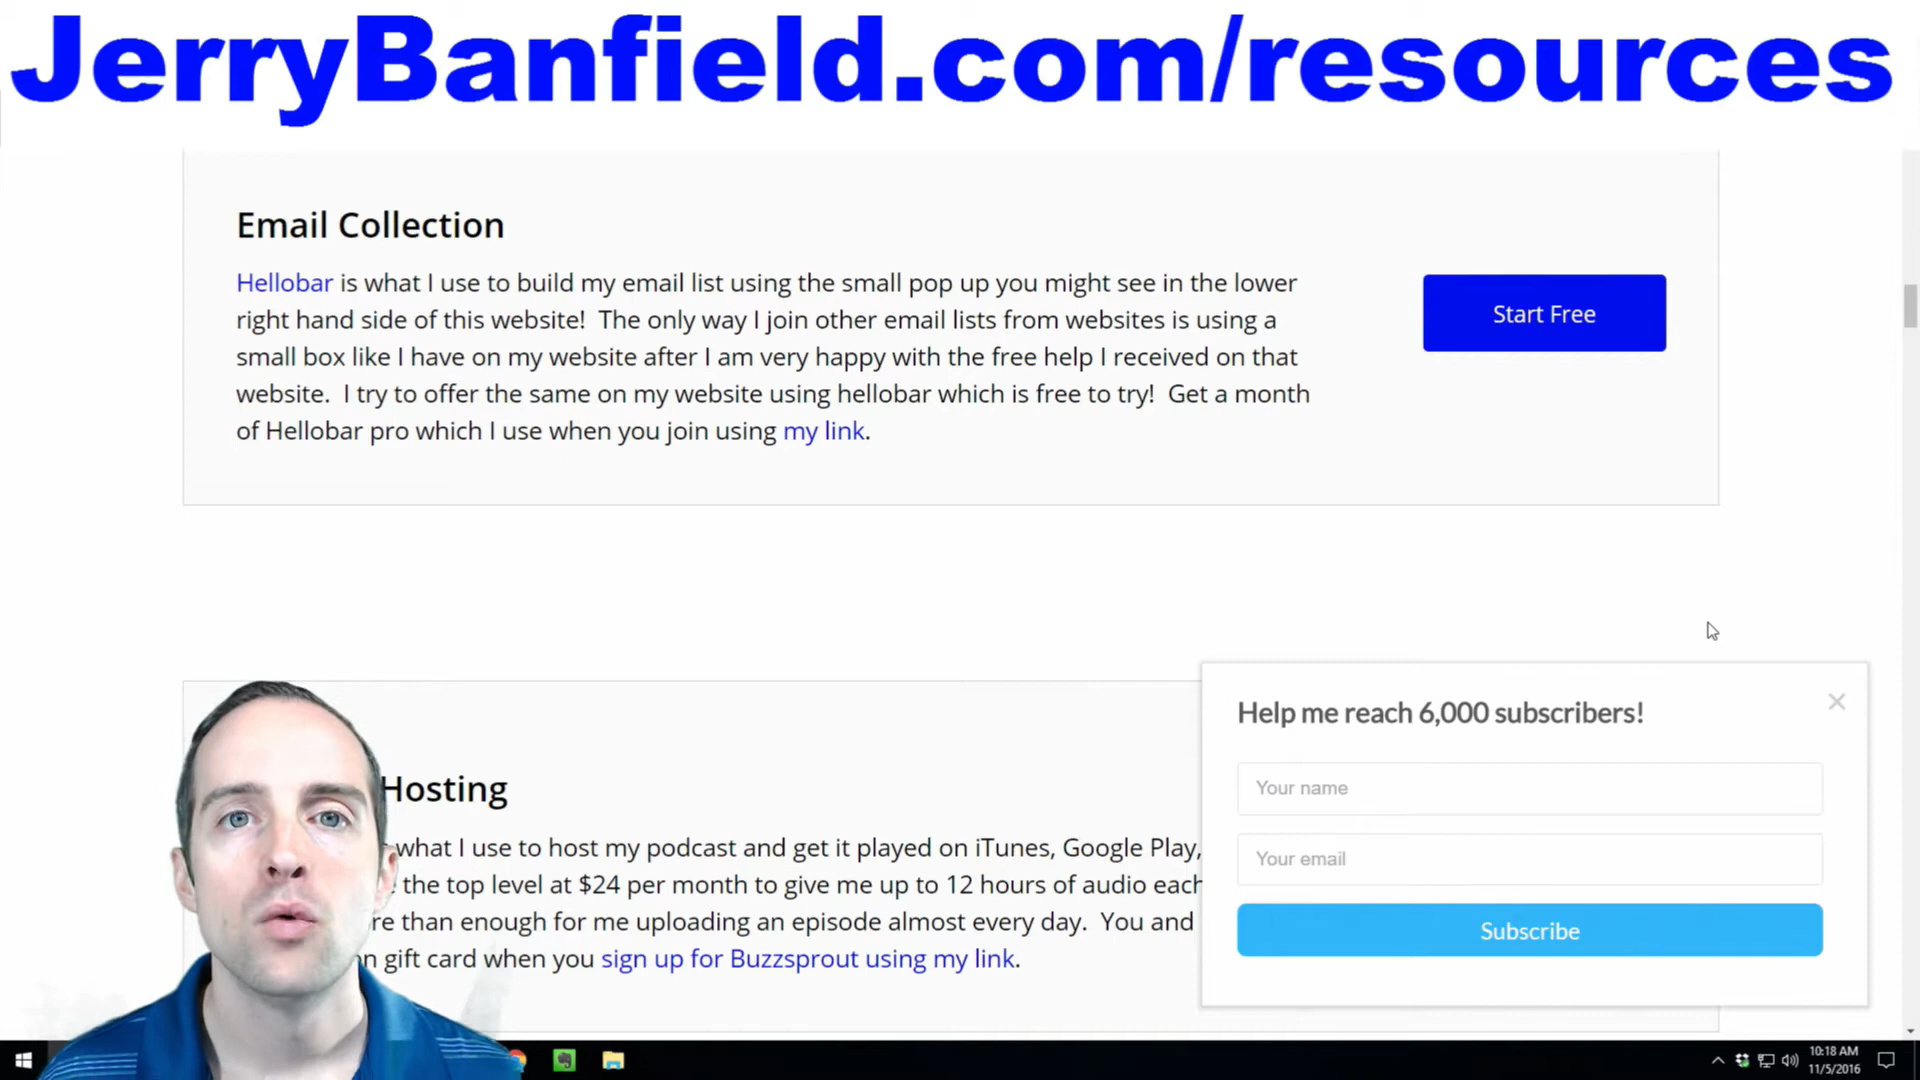 JerryBanfield.com/resources
Email Collection
Hellobar is what I use to build my email list using the small pop up you might see in the lower
right hand side of this website!  The only way I join other email lists from websites is using a
small box like I have on my website after I am very happy with the free help I received on that
website.  I try to offer the same on my website using hellobar which is free to try!  Get a month
of Hellobar pro which I use when you join using my link.
Start Free
Hosting
what I use to host my podcast and get it played on iTunes, Google Play,
the top level at $24 per month to give me up to 12 hours of audio each
than enough for me uploading an episode almost every day.  You and
gift card when you sign up for Buzzsprout using my link.
Help me reach 6,000 subscribers!
Your name
Your email
Subscribe
10:18 AM
11/5/2016